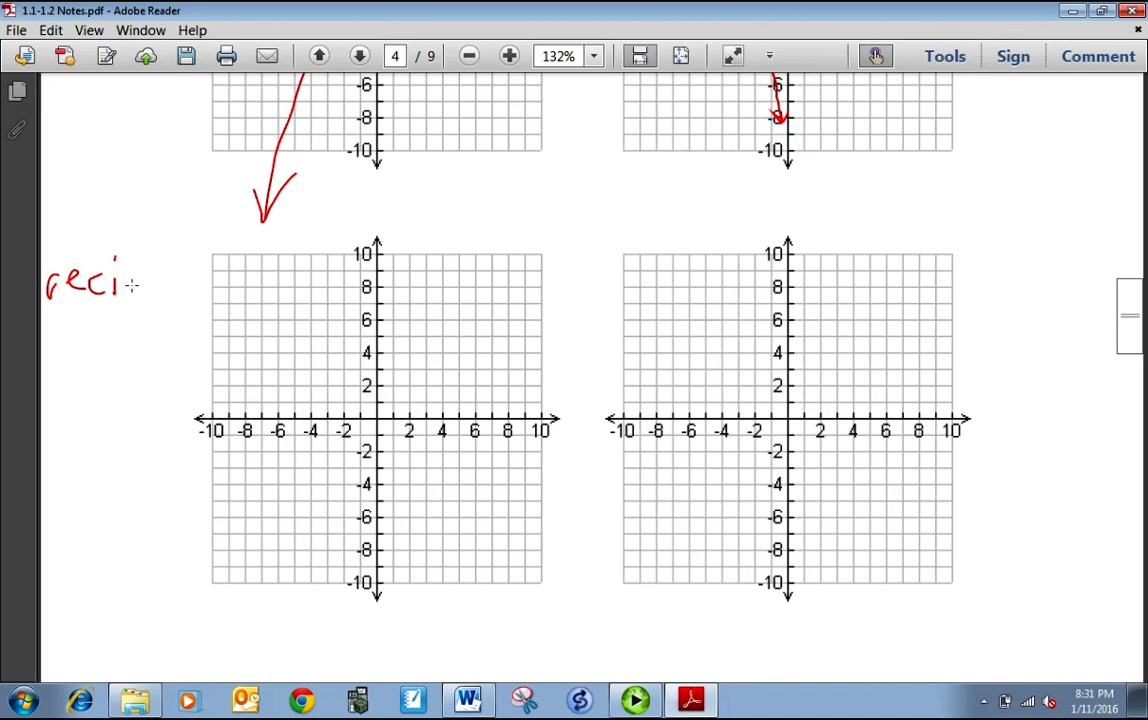 1.1-1.2 Notes.pdf - Adobe Reader
File Edit View Window Help
4 / 9 132% Tools Sign Comment
-6 -6
-8 -8
-10 -10
reci
10 10
8 8
6 6
4 4
2 2
-10 -8 -6 -4 -2 2 4 6 8 10 -10 -8 -6 -4 -2 2 4 6 8 10
-2 -2
-4 -4
-6 -6
-8 -8
-10 -10
8:31 PM
1/11/2016